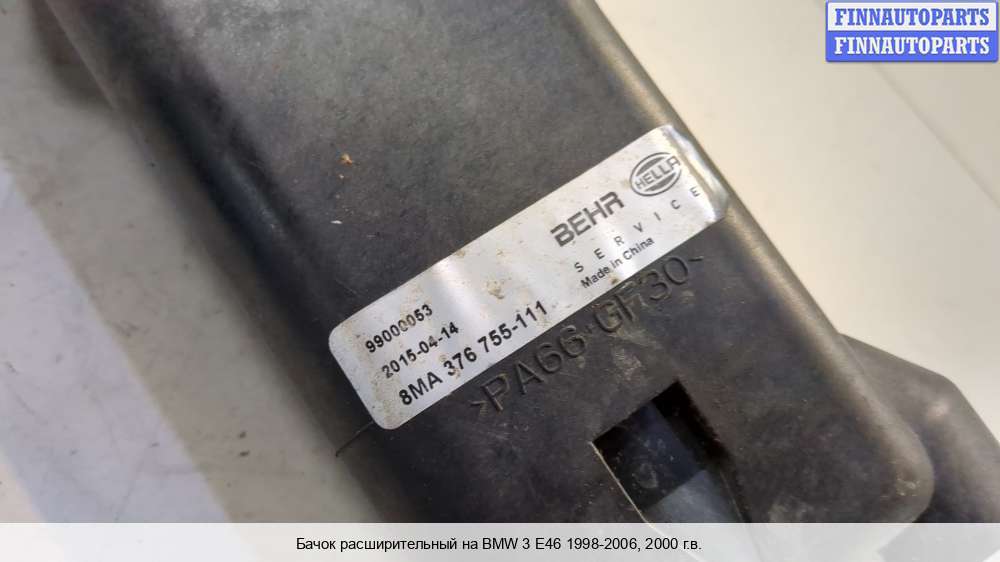 FINNAUTOPARTS
FINNAUTOPARTS
BEHR
HELLA
SERVICE
Made in China
99000053
2015-04-14
8MA 376 755-111
>PA66*GF30<
Бачок расширительный на BMW 3 E46 1998-2006, 2000 г.в.